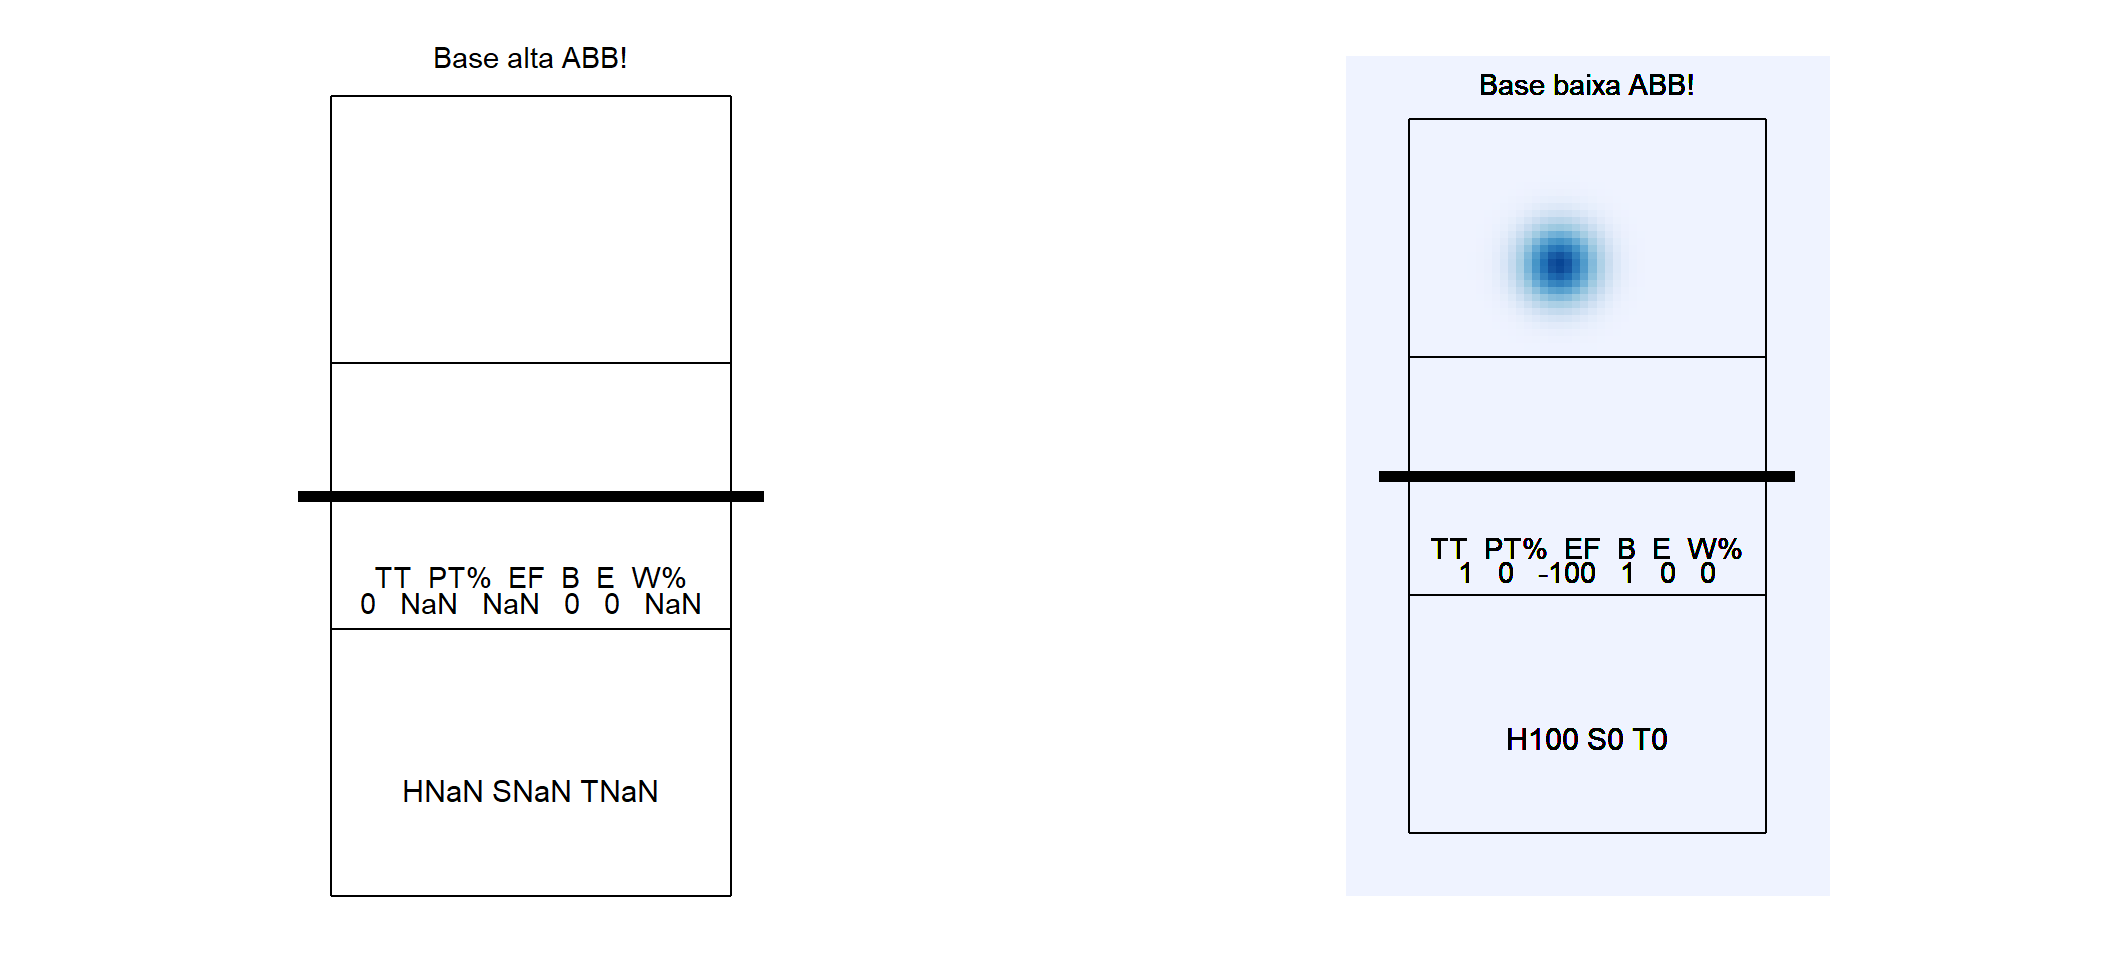 Base alta ABB!
TT PT% EF B E W%
0 NaN NaN 0 0 NaN
HNaN SNaN TNaN
Base baixa ABB!
TT PT% EF B E W%
1 0 -100 1 0 0
H100 S0 T0